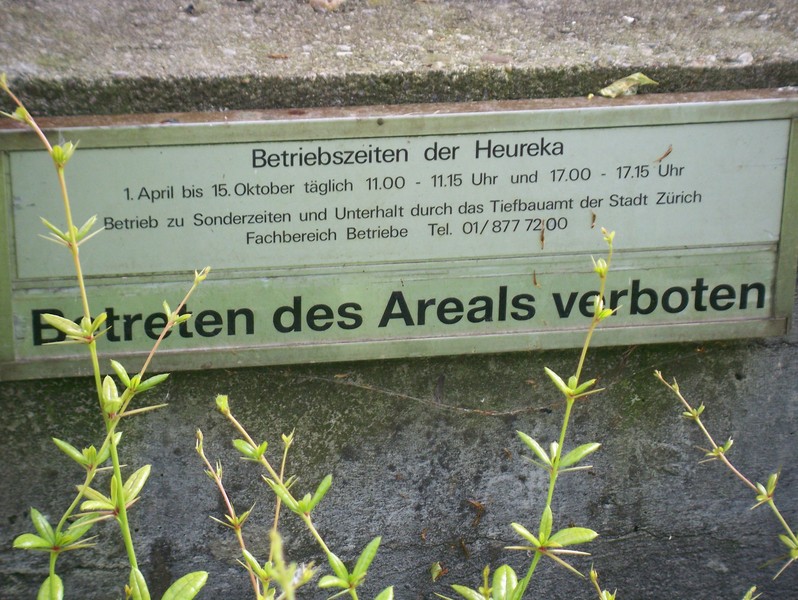 Betriebszeiten der Heureka
1. April bis 15. Oktober täglich 11.00 - 11.15 Uhr und 17.00 - 17.15 Uhr
Betrieb zu Sonderzeiten und Unterhalt durch das Tiefbauamt der Stadt Zürich
Fachbereich Betriebe Tel. 01/877 72 00
Betreten des Areals verboten